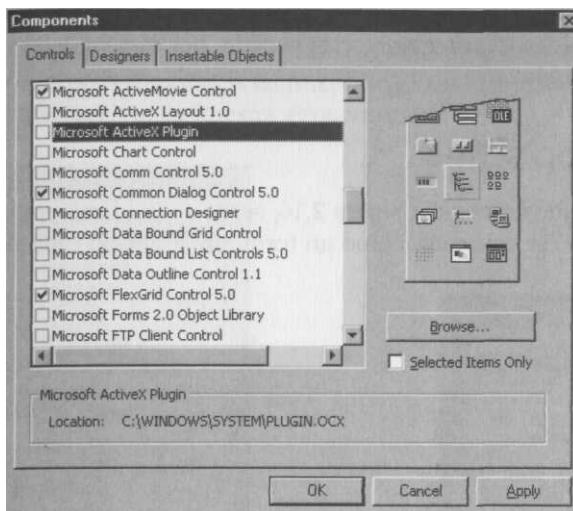 Components
Controls Designers Insertable Objects
Microsoft ActiveMovie Control
Microsoft ActiveX Layout 1.0
Microsoft ActiveX Plugin
Microsoft Chart Control
Microsoft Comm Control 5.0
Microsoft Common Dialog Control 5.0
Microsoft Connection Designer
Microsoft Data Bound Grid Control
Microsoft Data Bound List Controls 5.0
Microsoft Data Outline Control 1.1
Microsoft FlexGrid Control 5.0
Microsoft Forms 2.0 Object Library
Microsoft FTP Client Control
OLE
Browse...
Selected Items Only
Microsoft ActiveX Plugin
Location: C:\WINDOWS\SYSTEM\PLUGIN.OCX
OK Cancel Apply